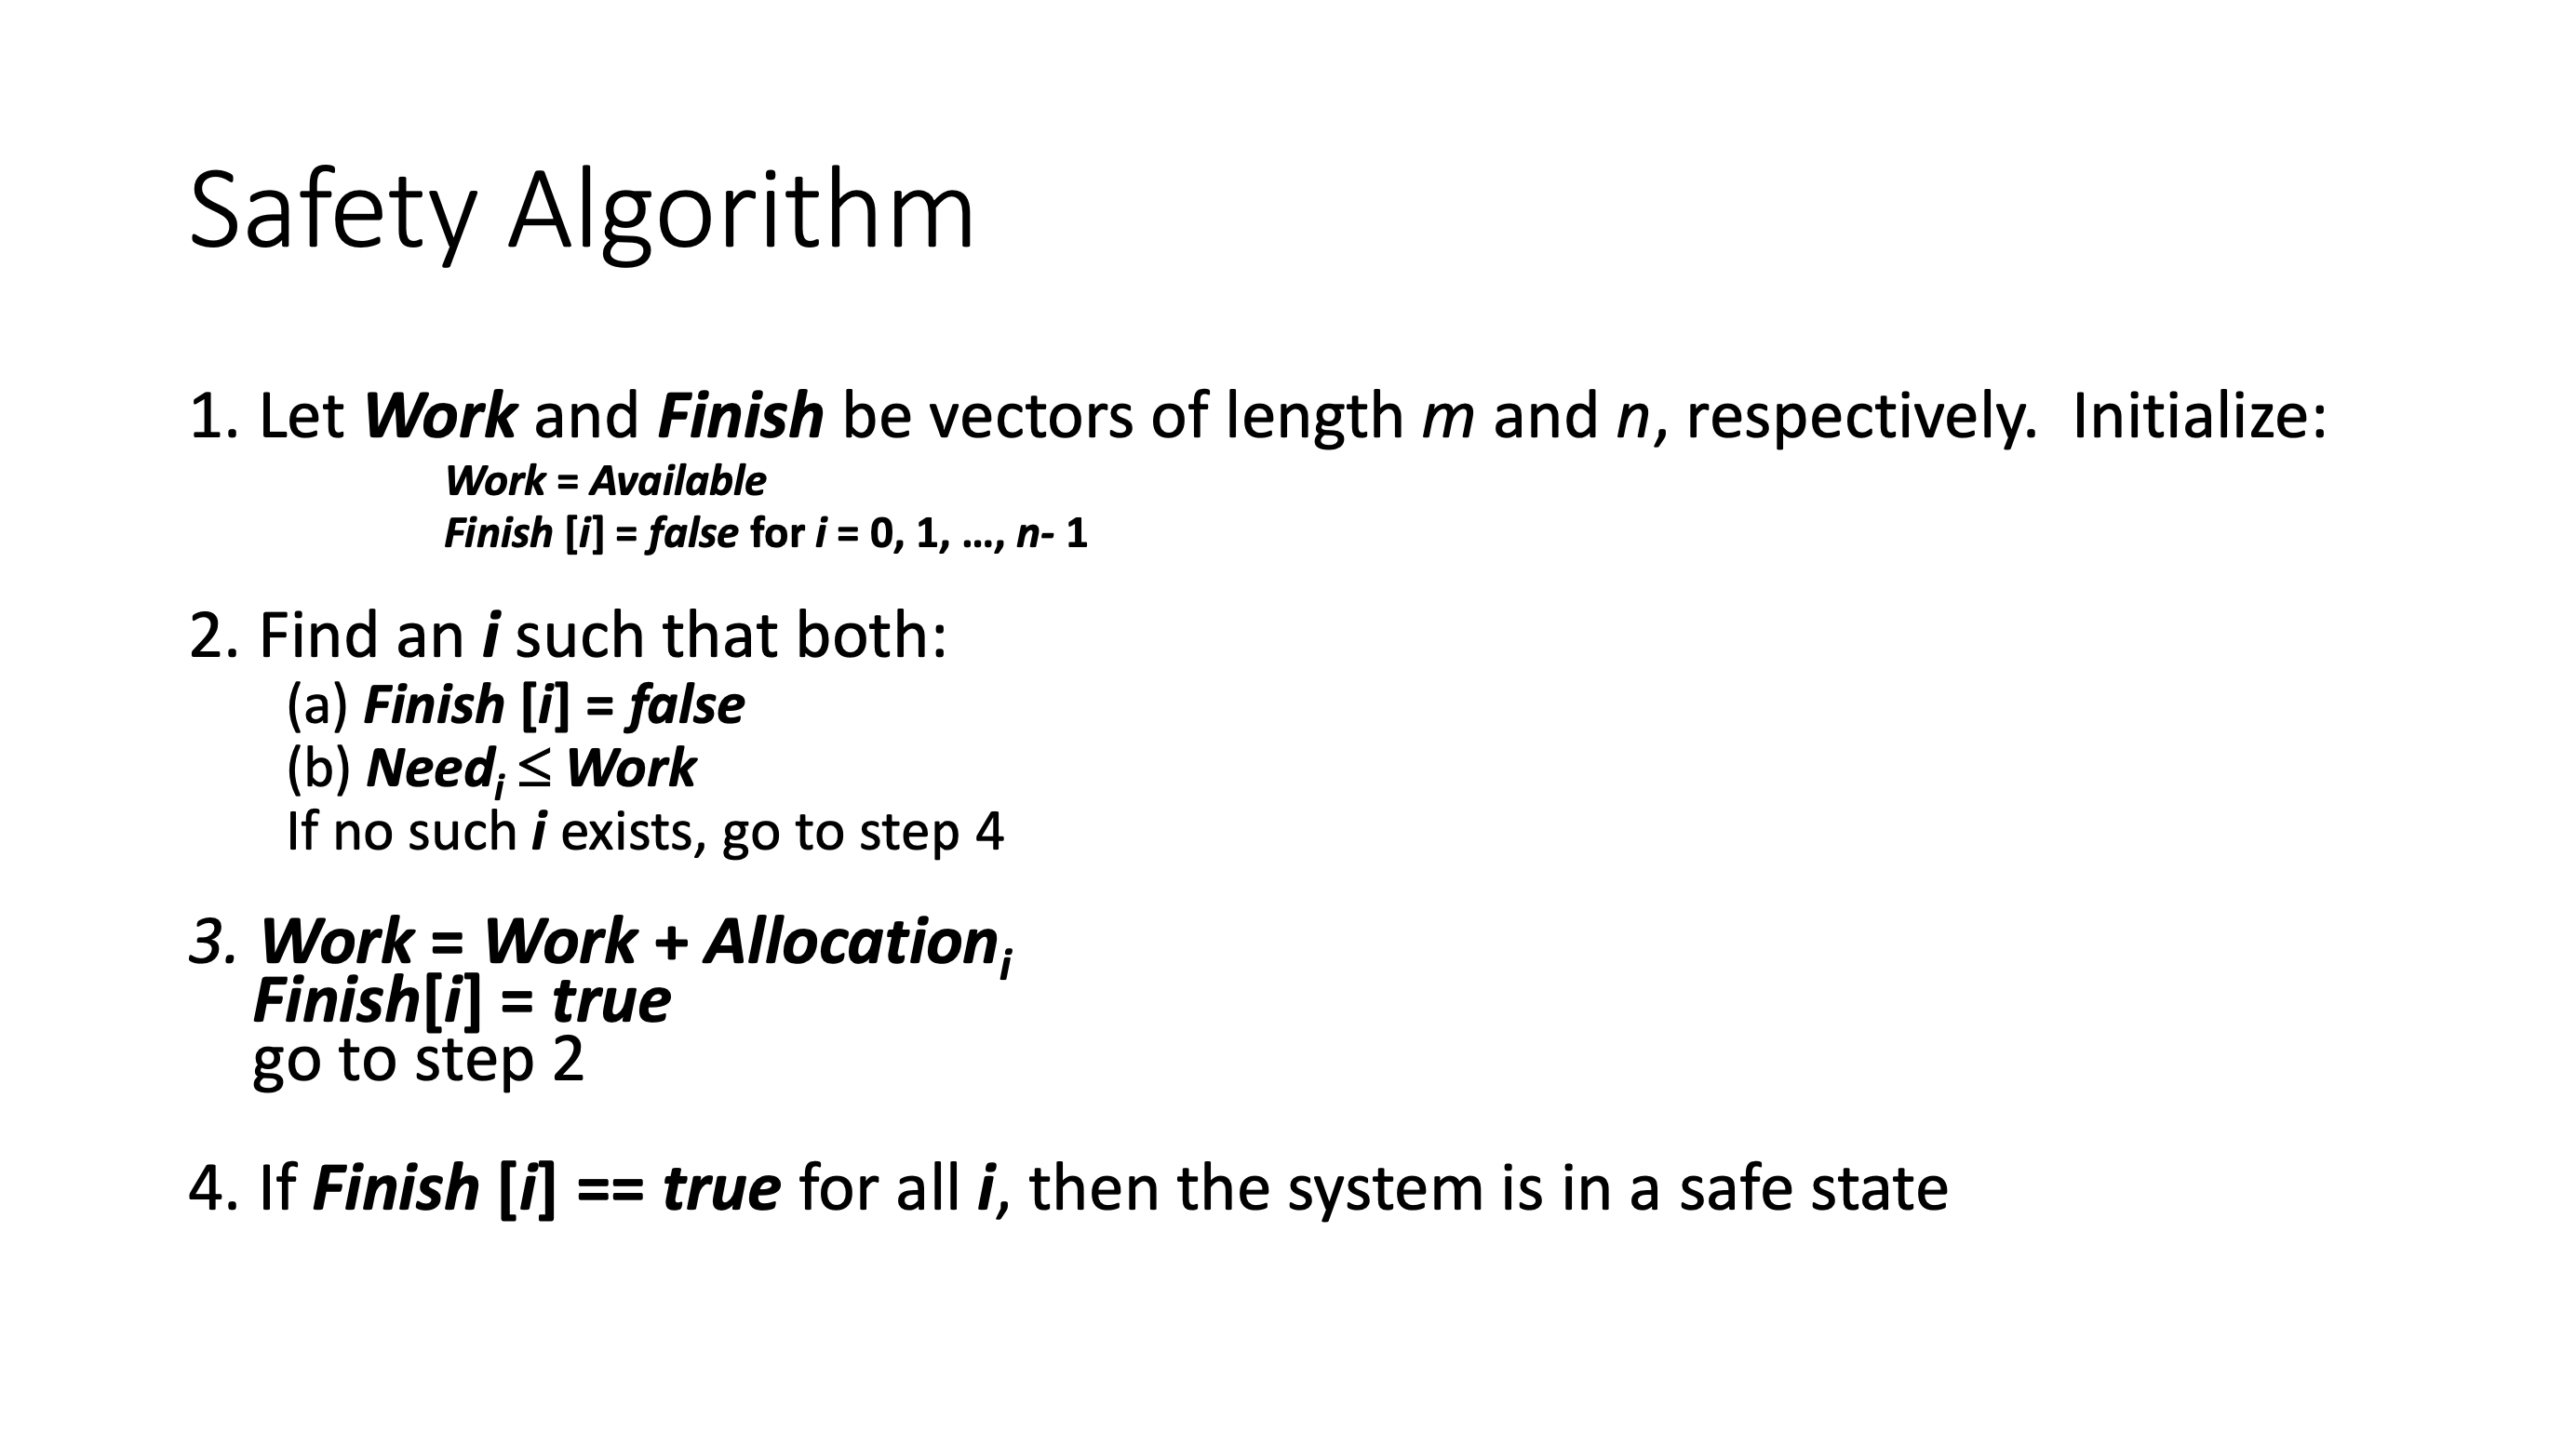 Safety Algorithm
1. Let Work and Finish be vectors of length m and n, respectively.  Initialize:
Work = Available
Finish [i] = false for i = 0, 1, …, n- 1
2. Find an i such that both:
(a) Finish [i] = false
(b) Needi ≤ Work
If no such i exists, go to step 4
3. Work = Work + Allocationi
Finish[i] = true
go to step 2
4. If Finish [i] == true for all i, then the system is in a safe state